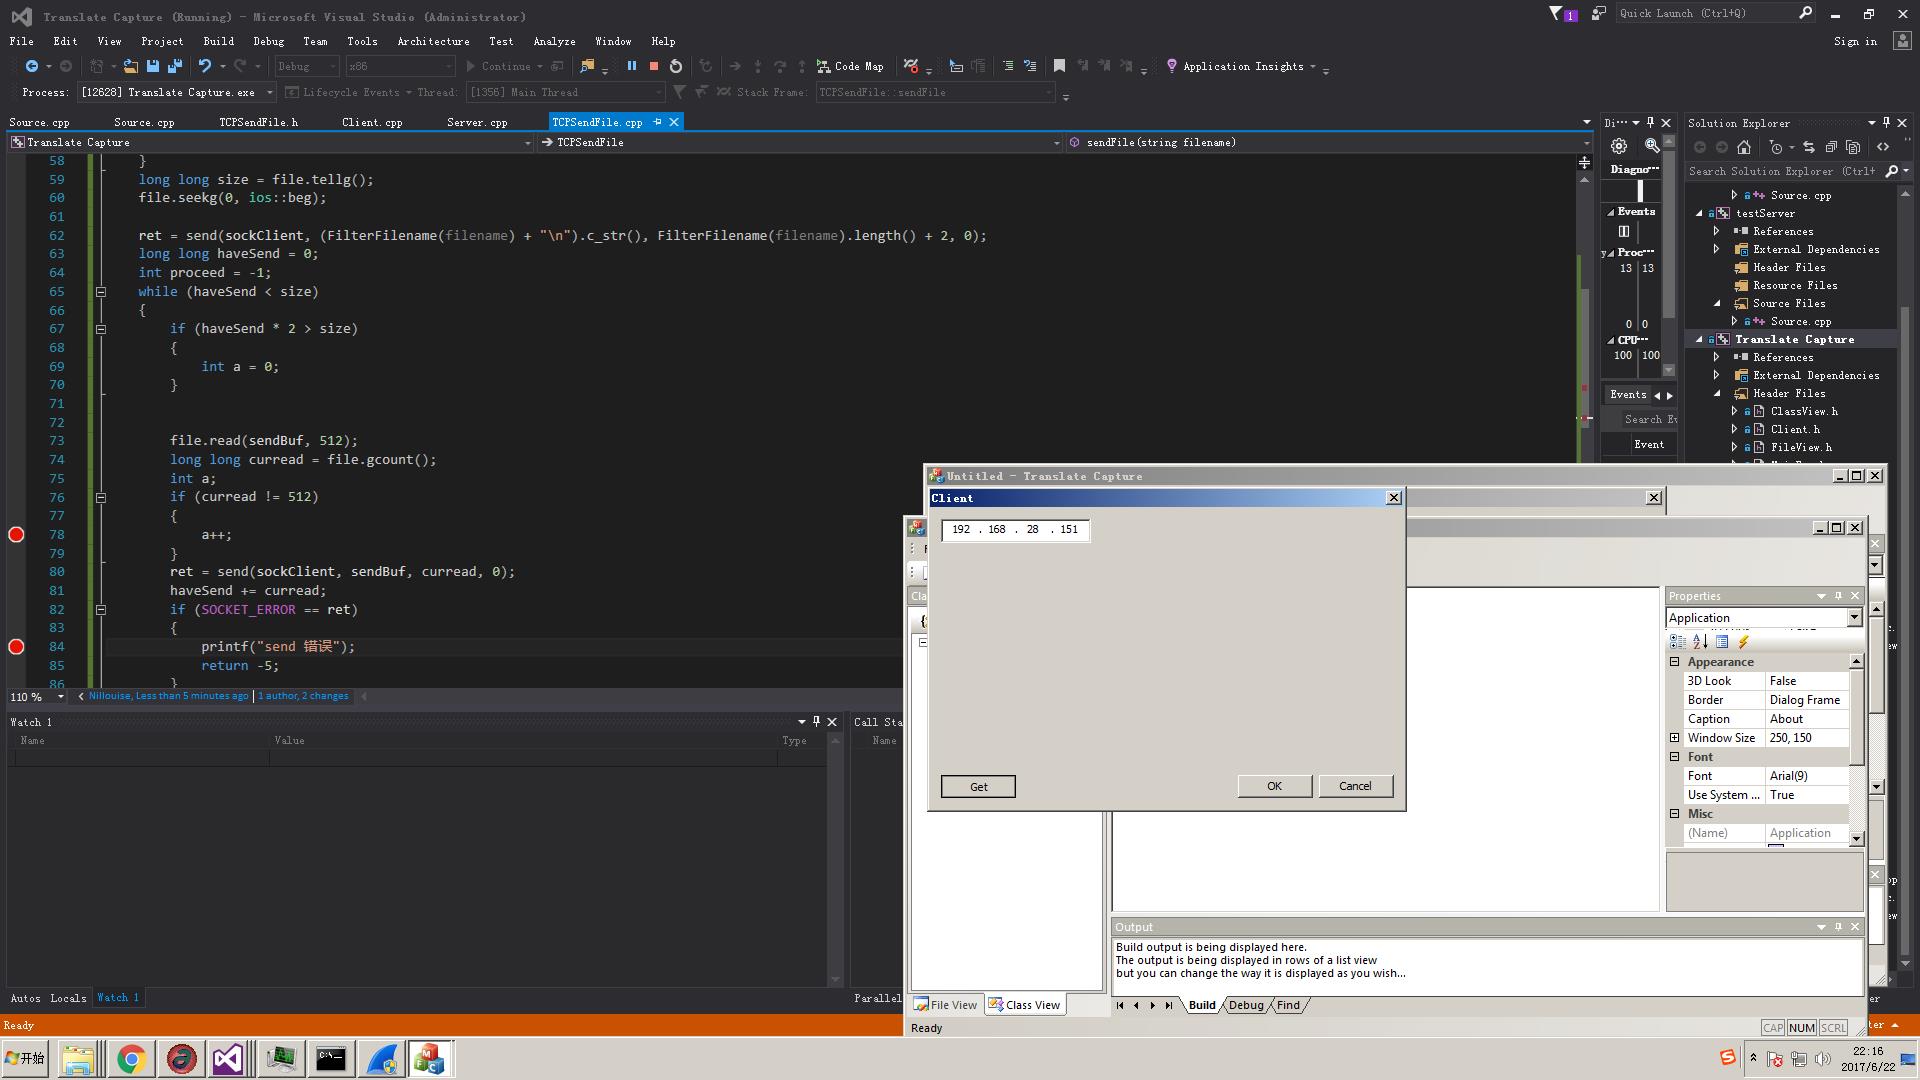 Translate Capture (Running) - Microsoft Visual Studio (Administrator)
1
Quick Launch (Ctrl+Q)
File Edit View Project Build Debug Team Tools Architecture Test Analyze Window Help
Sign in
Debug x86 Continue Code Map Application Insights
Process: [12628] Translate Capture.exe Lifecycle Events Thread: [1356] Main Thread Stack Frame: TCPSendFile::sendFile
Source.cpp Source.cpp TCPSendFile.h Client.cpp Server.cpp TCPSendFile.cpp
Translate Capture TCPSendFile sendFile(string filename)
58 }
59 long long size = file.tellg();
60 file.seekg(0, ios::beg);
61
62 ret = send(sockClient, (FilterFilename(filename) + "\n").c_str(), FilterFilename(filename).length() + 2, 0);
63 long long haveSend = 0;
64 int proceed = -1;
65 while (haveSend < size)
66 {
67 if (haveSend * 2 > size)
68 {
69 int a = 0;
70 }
71
72
73 file.read(sendBuf, 512);
74 long long curread = file.gcount();
75 int a;
76 if (curread != 512)
77 {
78 a++;
79 }
80 ret = send(sockClient, sendBuf, curread, 0);
81 haveSend += curread;
82 if (SOCKET_ERROR == ret)
83 {
84 printf("send 错误");
85 return -5;
86 }
110 %
Nillouise, Less than 5 minutes ago | 1 author, 2 changes
Watch 1
Name Value Type
Autos Locals Watch 1
Ready
Call Sta
Name
Parallel
Di...
Diagno...
Events
Proc...
13 13
0 0
CPU...
100 100
Events
Search Ev
Event
Solution Explorer
Search Solution Explorer (Ctrl+
Source.cpp
testServer
References
External Dependencies
Header Files
Resource Files
Source Files
Source.cpp
Translate Capture
References
External Dependencies
Header Files
ClassView.h
Client.h
FileView.h
Untitled - Translate Capture
Client
192 . 168 . 28 . 151
Get OK Cancel
Cla
Properties
Application
Appearance
3D Look False
Border Dialog Frame
Caption About
Window Size 250, 150
Font
Font Arial(9)
Use System ... True
Misc
(Name) Application
Output
Build output is being displayed here.
The output is being displayed in rows of a list view
but you can change the way it is displayed as you wish...
File View Class View
Build Debug Find
Ready
CAP NUM SCRL
开始
22:16
2017/6/22